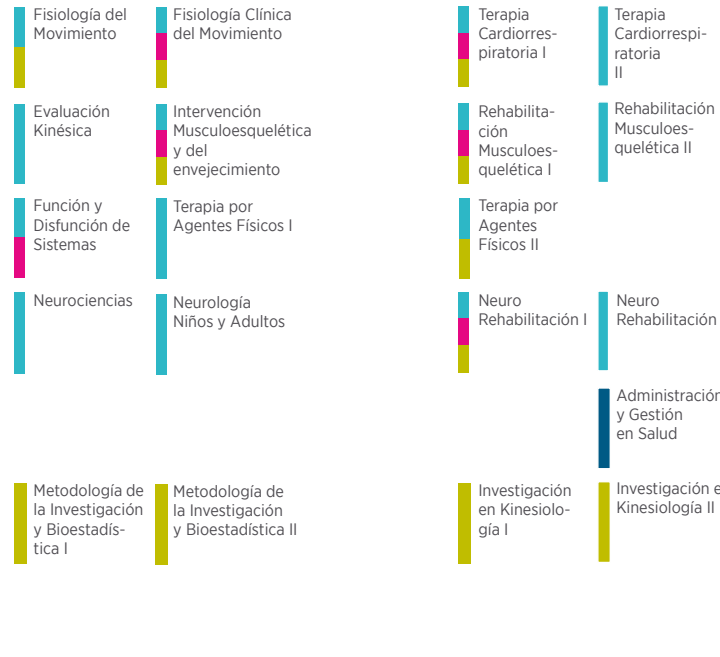 Fisiología del
Movimiento
Fisiología Clínica
del Movimiento
Terapia
Cardiorres-
piratoria I
Terapia
Cardiorrespi-
ratoria
II
Evaluación
Kinésica
Intervención
Musculoesquelética
y del
envejecimiento
Rehabilita-
ción
Musculoes-
quelética I
Rehabilitación
Musculoes-
quelética II
Función y
Disfunción de
Sistemas
Terapia por
Agentes Físicos I
Terapia por
Agentes
Físicos II
Neurociencias
Neurología
Niños y Adultos
Neuro
Rehabilitación I
Neuro
Rehabilitación
Administración
y Gestión
en Salud
Metodología de
la Investigación
y Bioestadís-
tica I
Metodología de
la Investigación
y Bioestadística II
Investigación
en Kinesiolo-
gía I
Investigación e
Kinesiología II